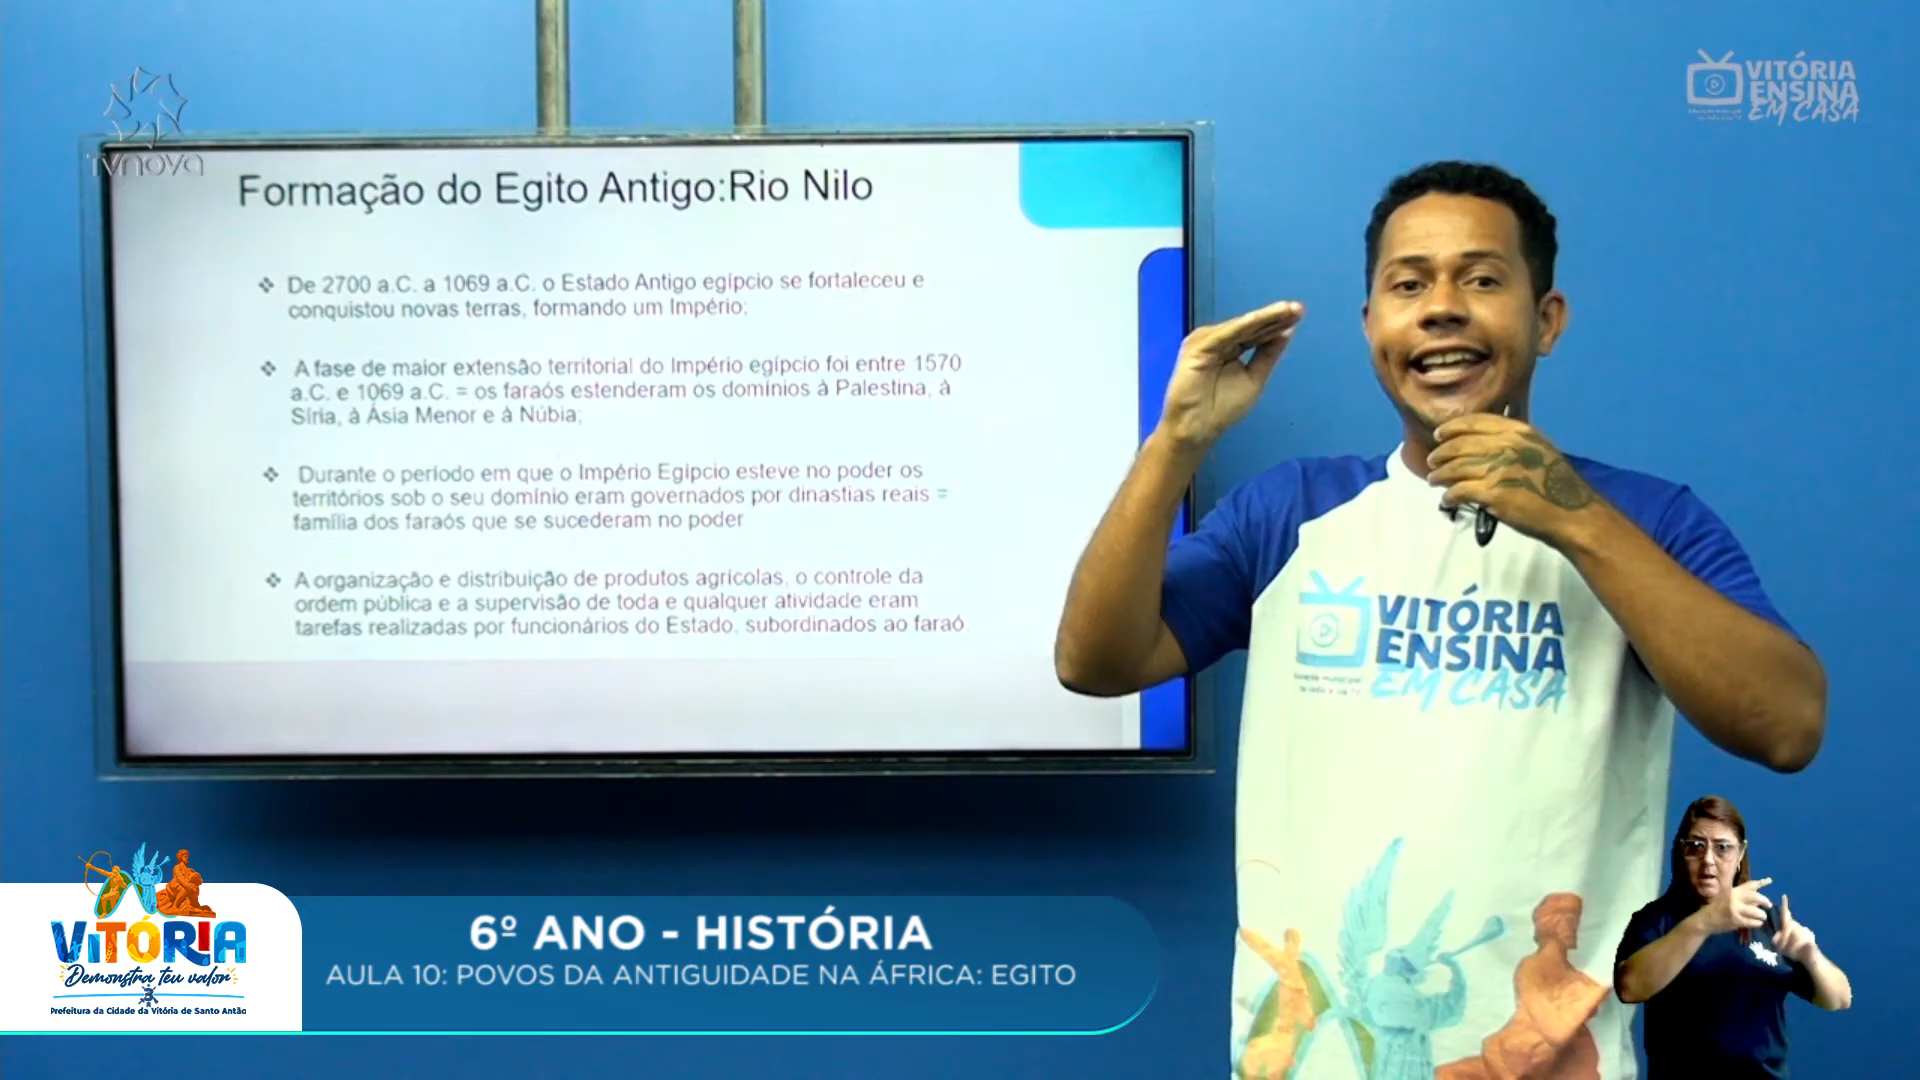 TVNOVA
VITÓRIA
ENSINA
EM CASA
Formação do Egito Antigo:Rio Nilo
❖ De 2700 a.C. a 1069 a.C. o Estado Antigo egípcio se fortaleceu e
conquistou novas terras, formando um Império;
❖ A fase de maior extensão territorial do Império egípcio foi entre 1570
a.C. e 1069 a.C. = os faraós estenderam os domínios à Palestina, à
Síria, à Ásia Menor e à Núbia;
❖ Durante o período em que o Império Egípcio esteve no poder os
territórios sob o seu domínio eram governados por dinastias reais =
família dos faraós que se sucederam no poder
❖ A organização e distribuição de produtos agrícolas, o controle da
ordem pública e a supervisão de toda e qualquer atividade eram
tarefas realizadas por funcionários do Estado, subordinados ao faraó.
VITÓRIA
ENSINA
EM CASA
VITÓRIA
Demonstra teu valor
Prefeitura da Cidade da Vitória de Santo Antão
6º ANO - HISTÓRIA
AULA 10: POVOS DA ANTIGUIDADE NA ÁFRICA: EGITO